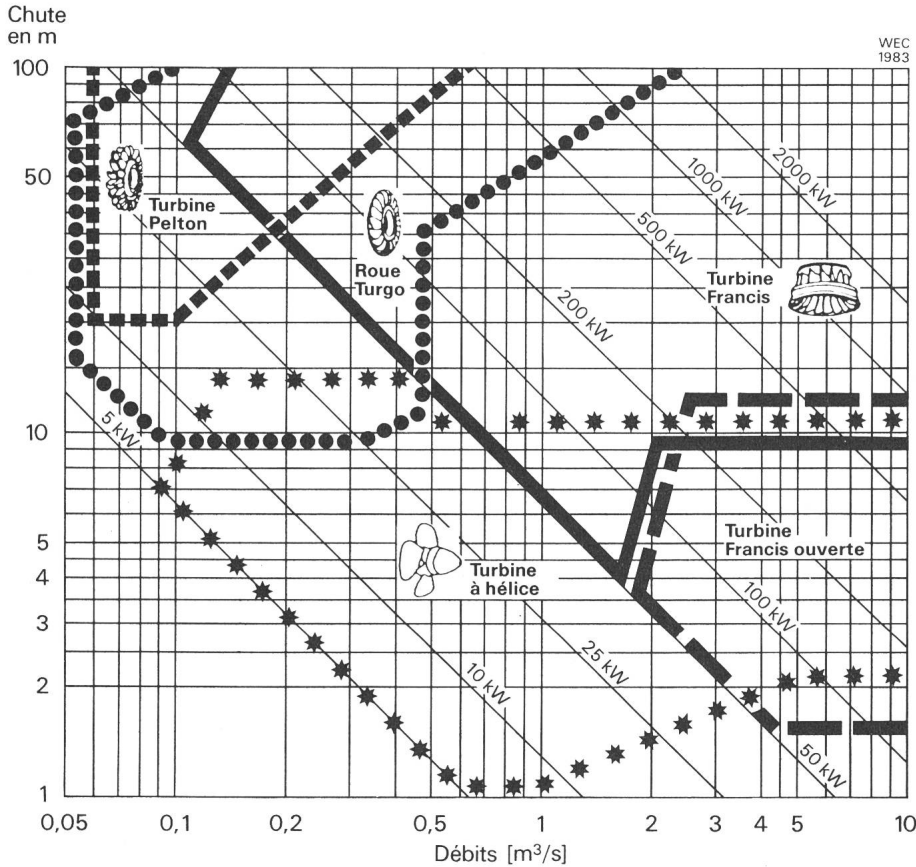 Chute
en m
WEC
1983
100
50
10
5
4
3
2
1
Turbine
Pelton
Roue
Turgo
Turbine
Francis
Turbine
à hélice
Turbine
Francis ouverte
5 kW
10 kW
25 kW
50 kW
100 kW
200 kW
500 kW
1000 kW
2000 kW
0,05
0,1
0,2
0,5
1
2
3
4
5
10
Débits [m³/s]